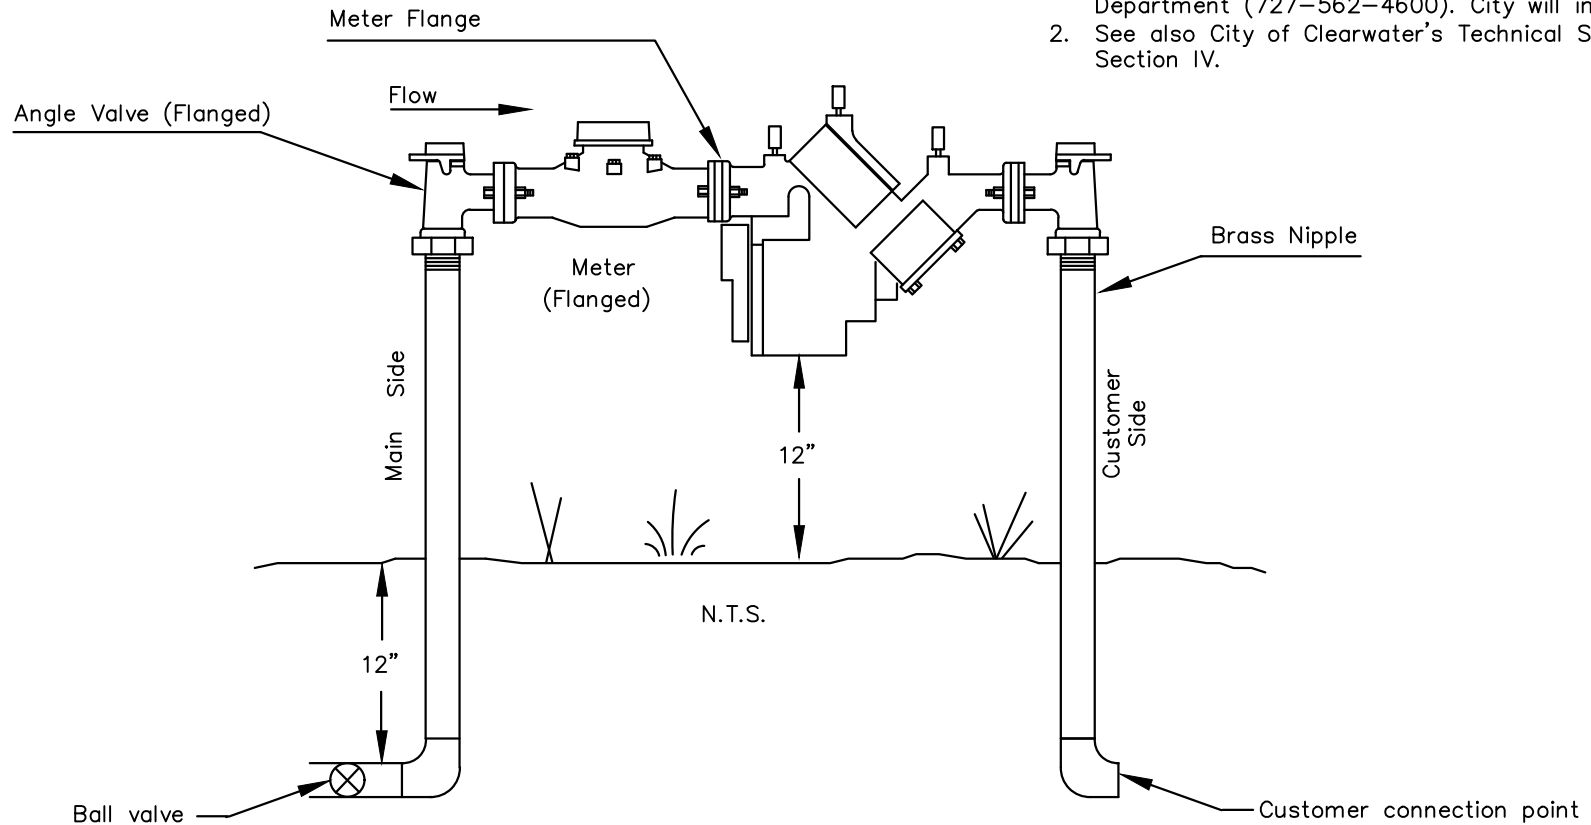 Department (727-562-4600). City will in
2. See also City of Clearwater's Technical S
Section IV.
Meter Flange
Flow
Angle Valve (Flanged)
Brass Nipple
Meter
(Flanged)
Main Side
Customer
Side
12"
N.T.S.
12"
Ball valve
Customer connection point